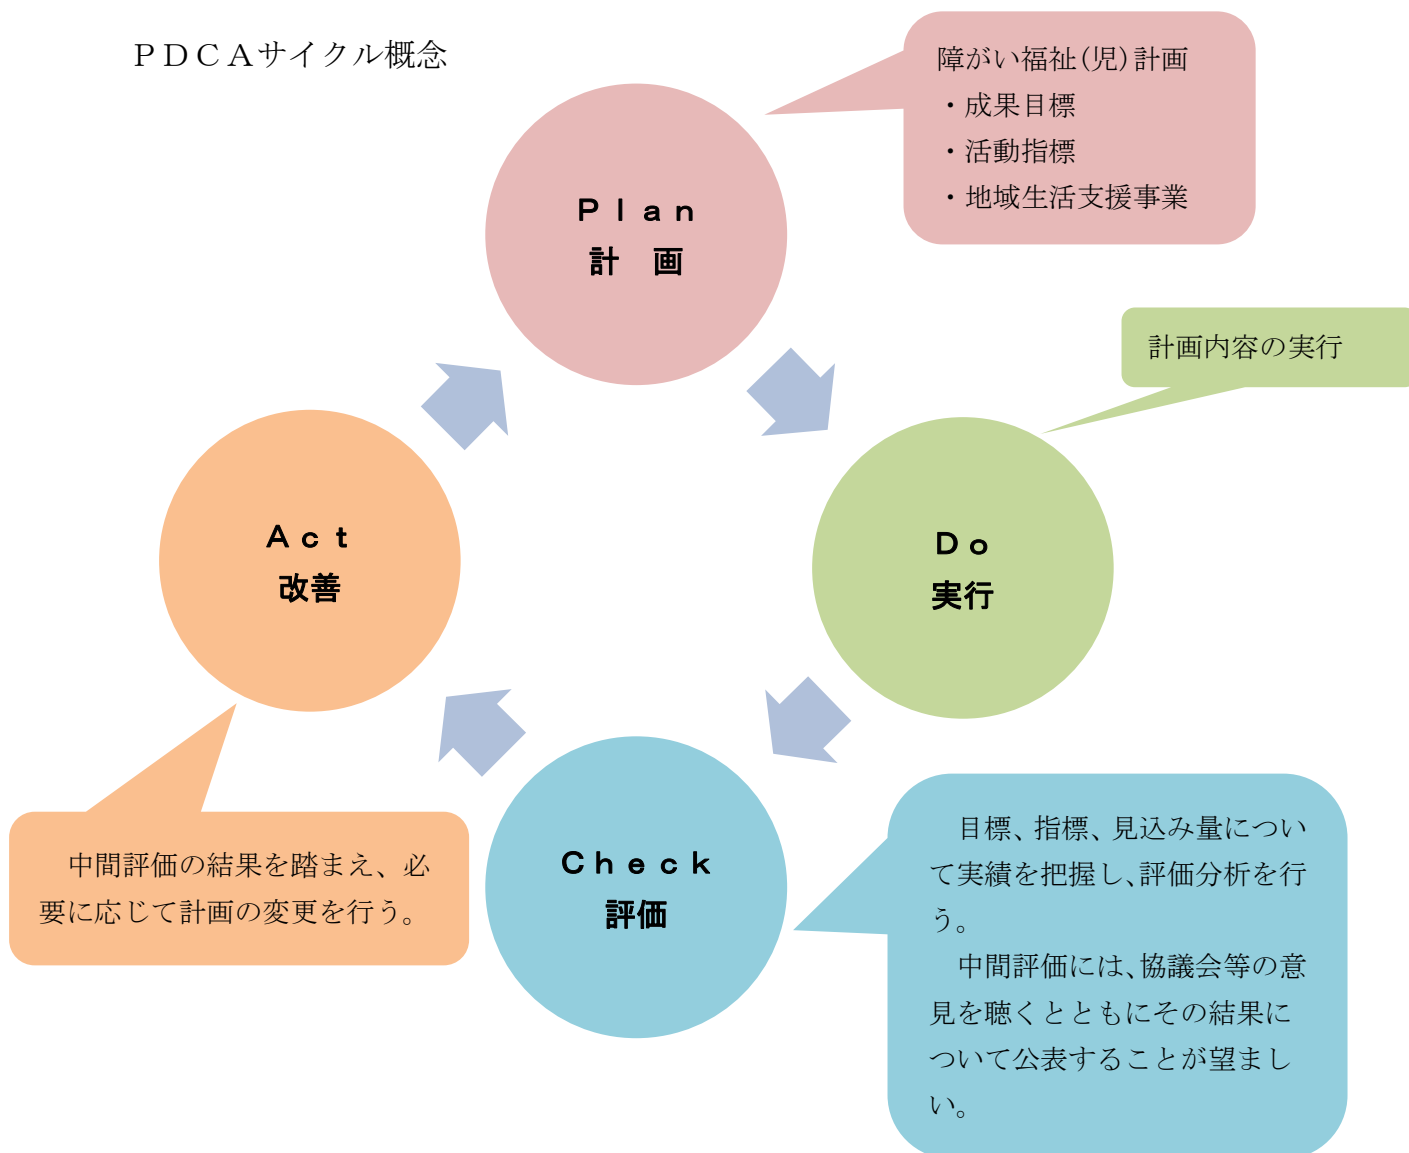 ＰＤＣＡサイクル概念
障がい福祉(児)計画
・成果目標
・活動指標
・地域生活支援事業
Ｐｌａｎ
計　画
計画内容の実行
Ｄｏ
実行
Ａｃｔ
改善
Ｃｈｅｃｋ
評価
　目標、指標、見込み量につい
て実績を把握し、評価分析を行
う。
　中間評価には、協議会等の意
見を聴くとともにその結果に
ついて公表することが望まし
い。
　中間評価の結果を踏まえ、必
要に応じて計画の変更を行う。